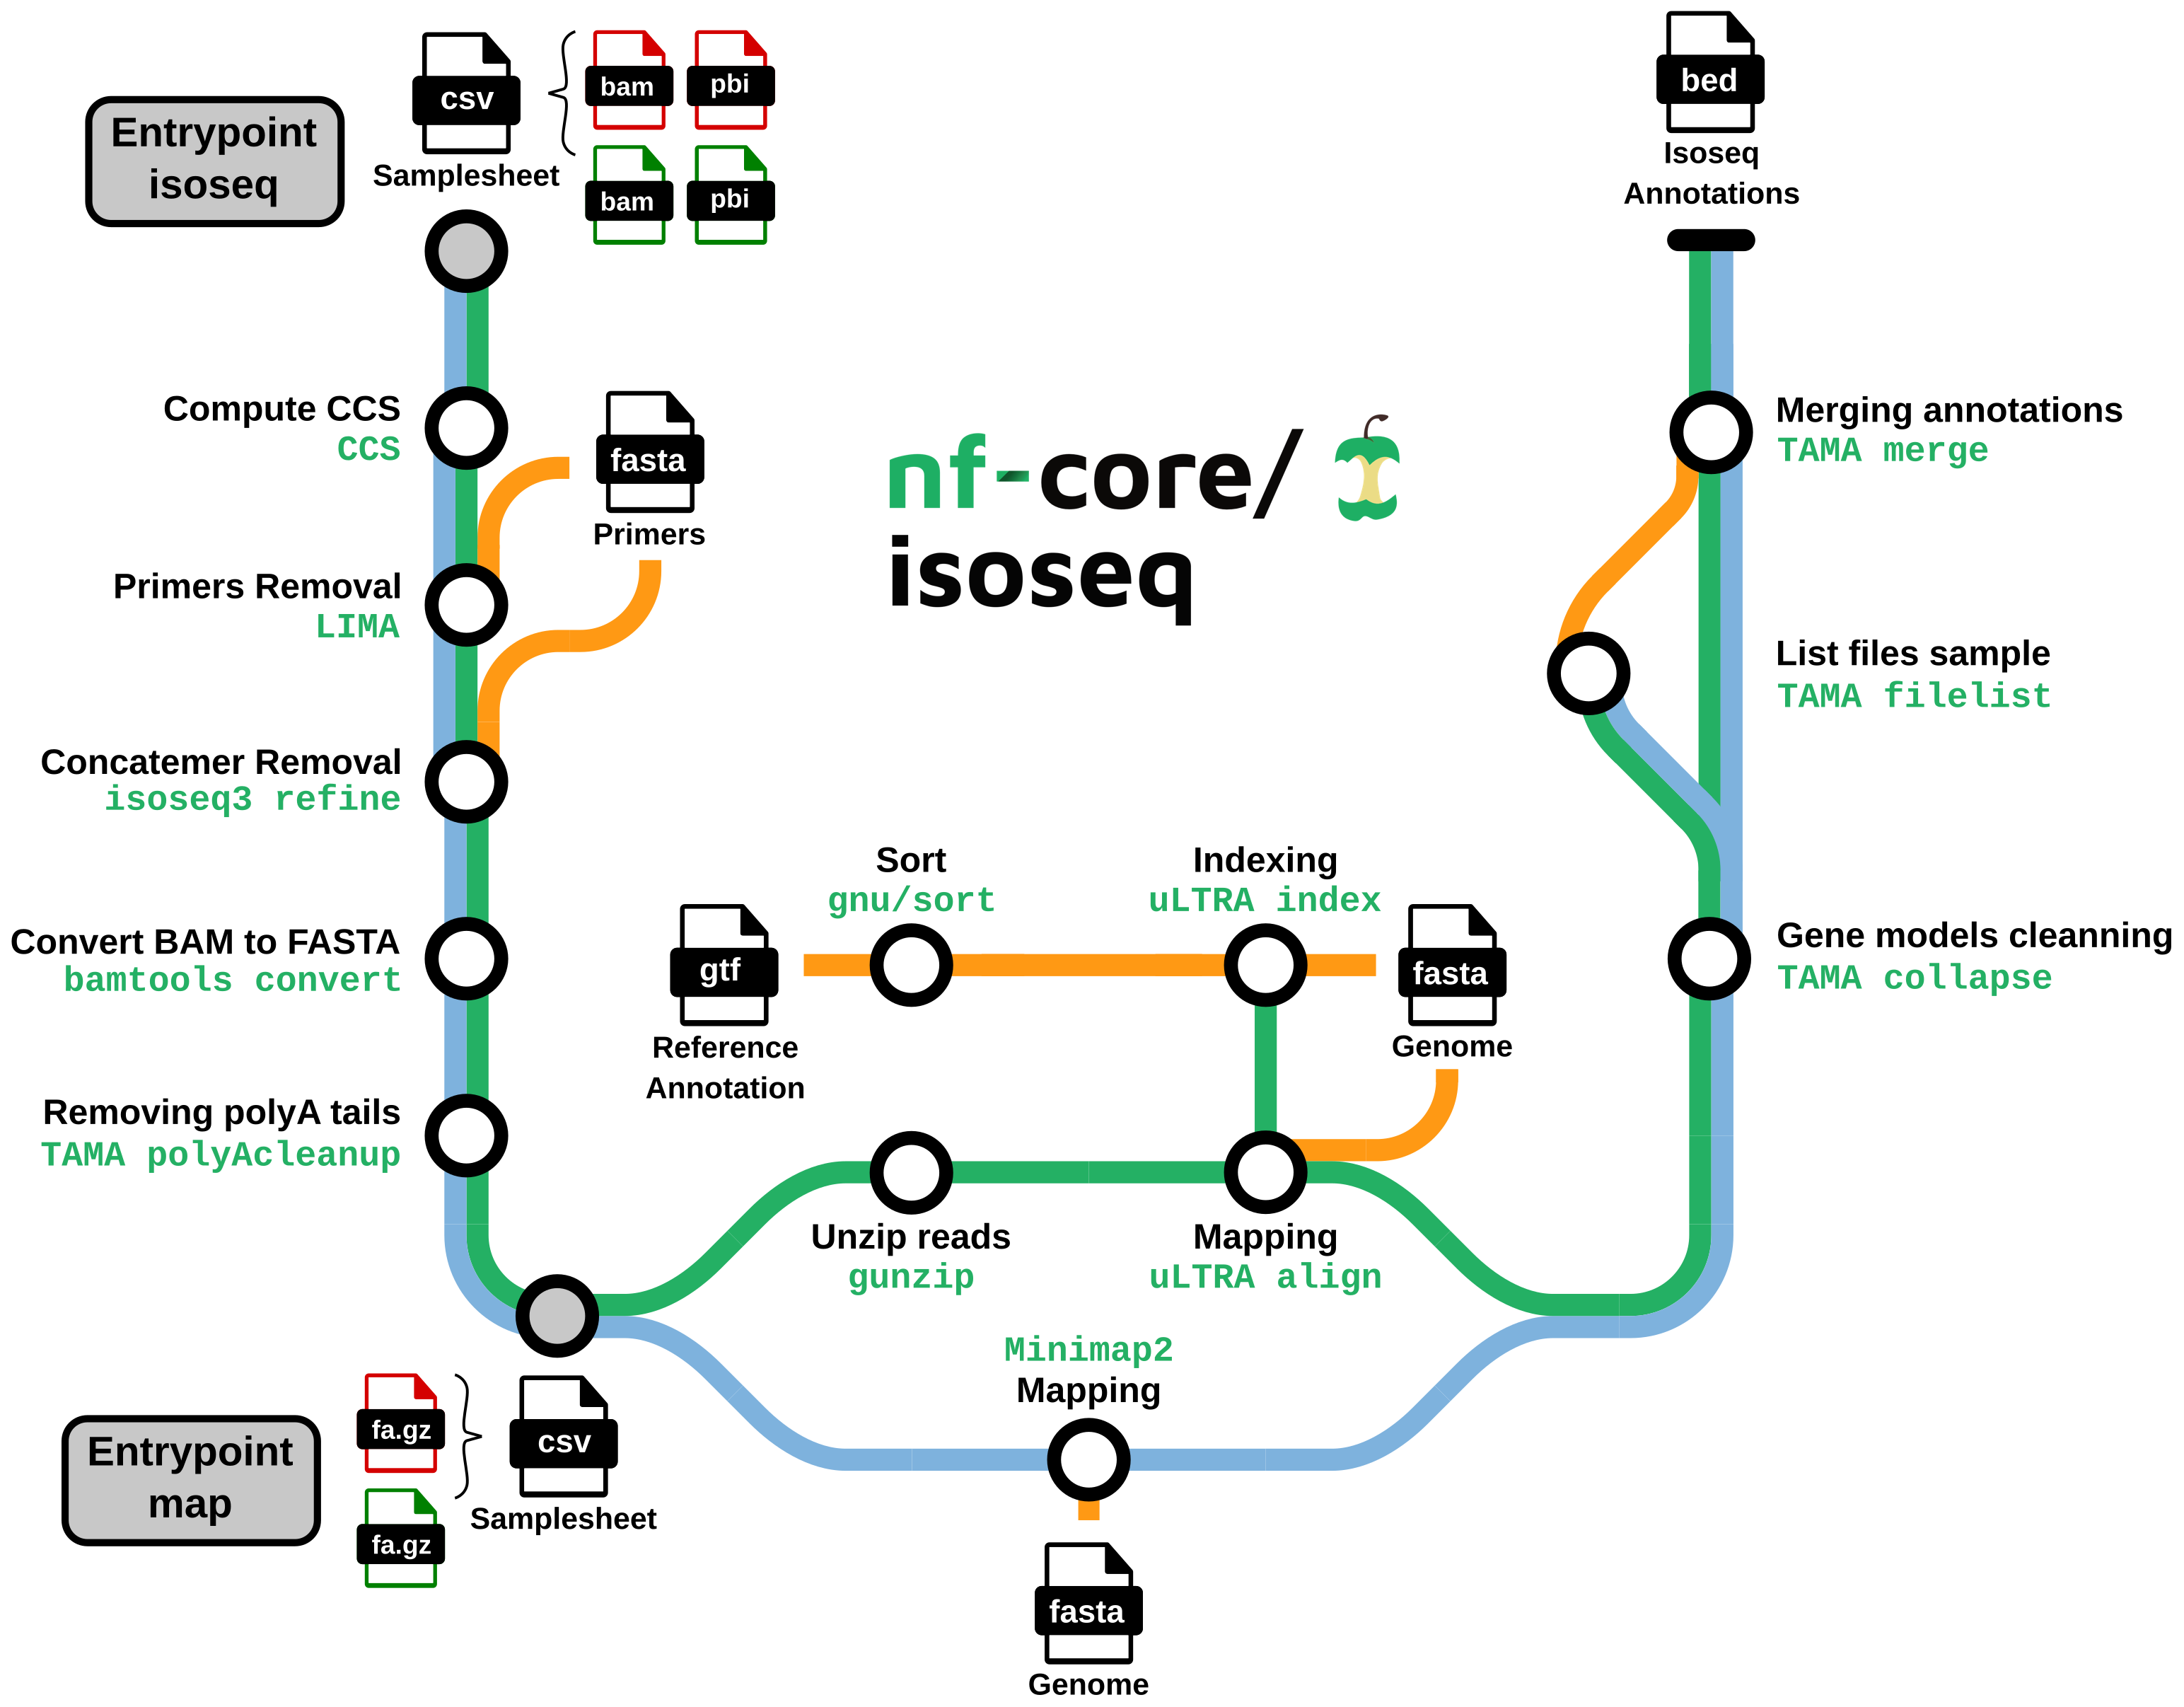 Entrypoint
isoseq
csv
Samplesheet
bam
pbi
bam
pbi
bed
Isoseq
Annotations
Compute CCS
CCS
fasta
Primers
Primers Removal
LIMA
Concatemer Removal
isoseq3 refine
Convert BAM to FASTA
bamtools convert
Removing polyA tails
TAMA polyAcleanup
nf-core/
isoseq
Merging annotations
TAMA merge
List files sample
TAMA filelist
Gene models cleanning
TAMA collapse
Sort
gnu/sort
Indexing
uLTRA index
gtf
Reference
Annotation
fasta
Genome
Unzip reads
gunzip
Mapping
uLTRA align
Minimap2
Mapping
fasta
Genome
Entrypoint
map
fa.gz
fa.gz
csv
Samplesheet